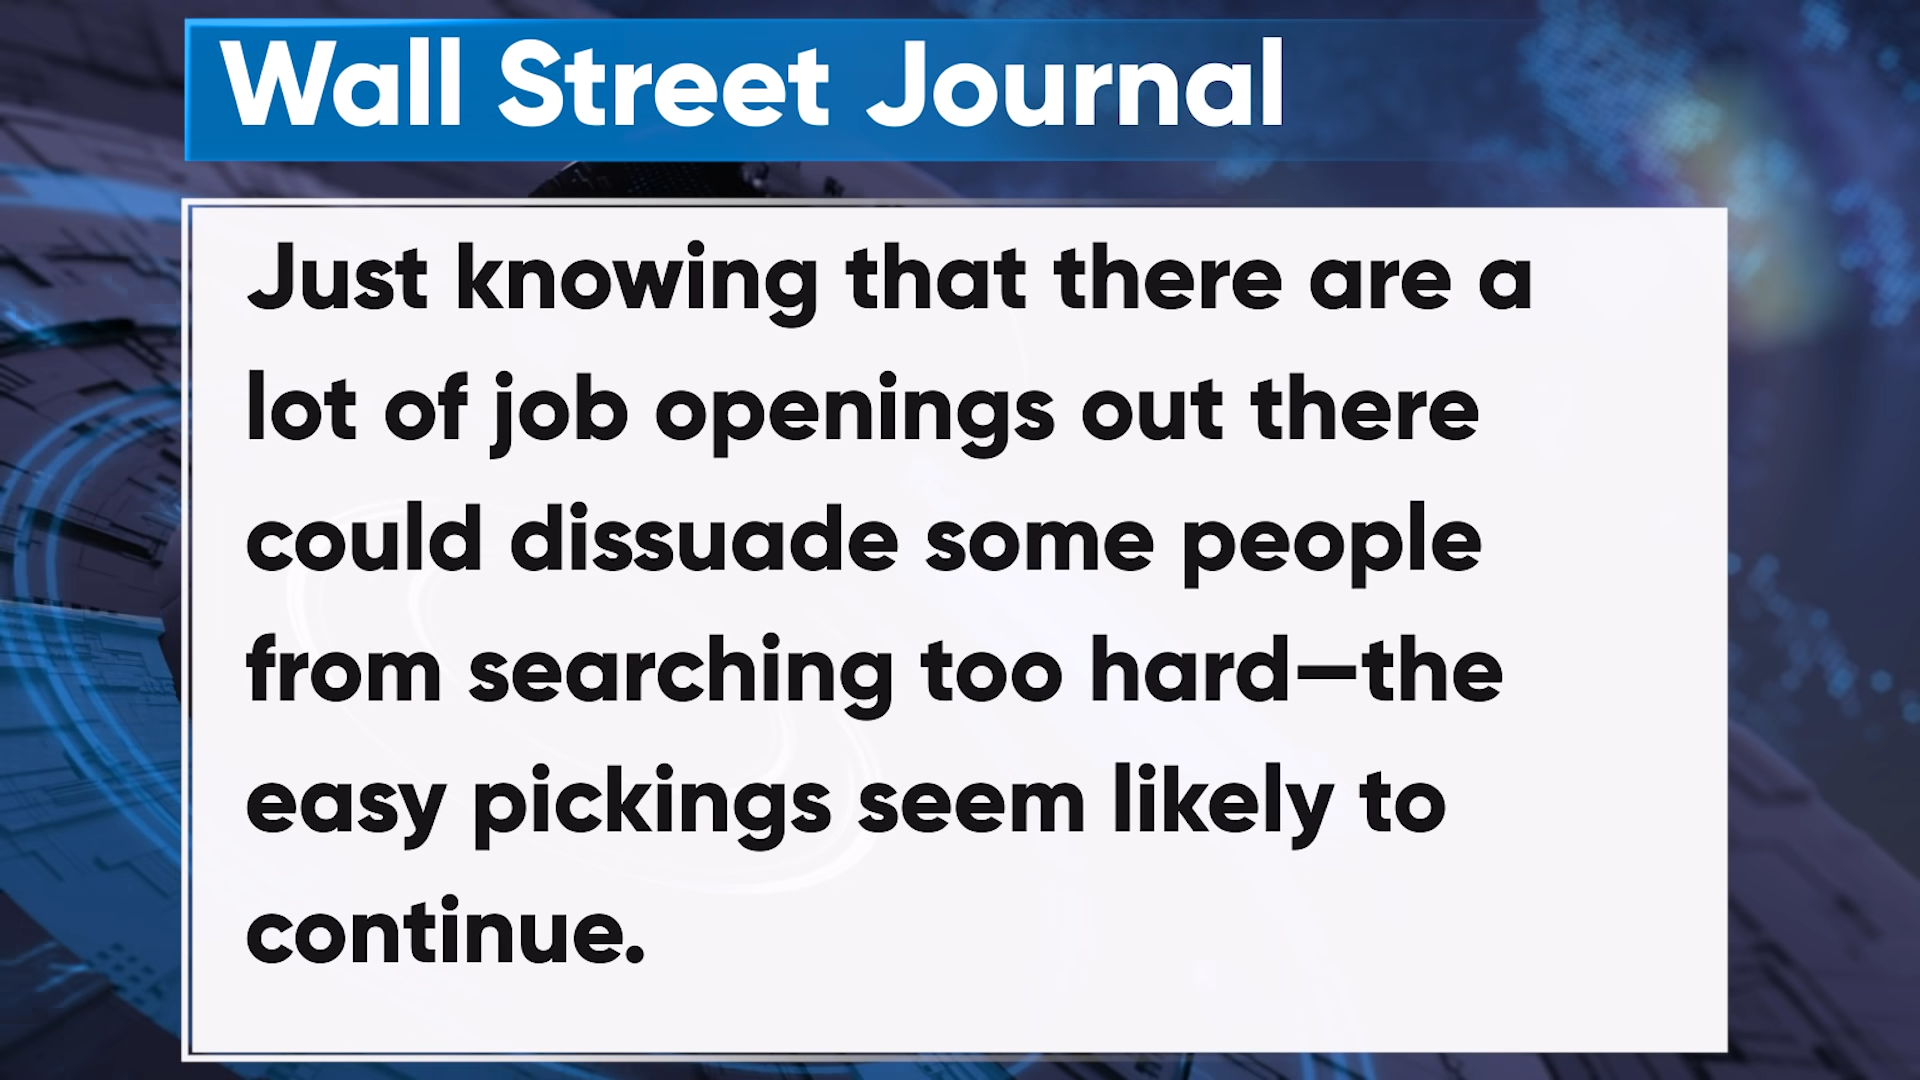 Wall Street Journal
Just knowing that there are a
lot of job openings out there
could dissuade some people
from searching too hard—the
easy pickings seem likely to
continue.